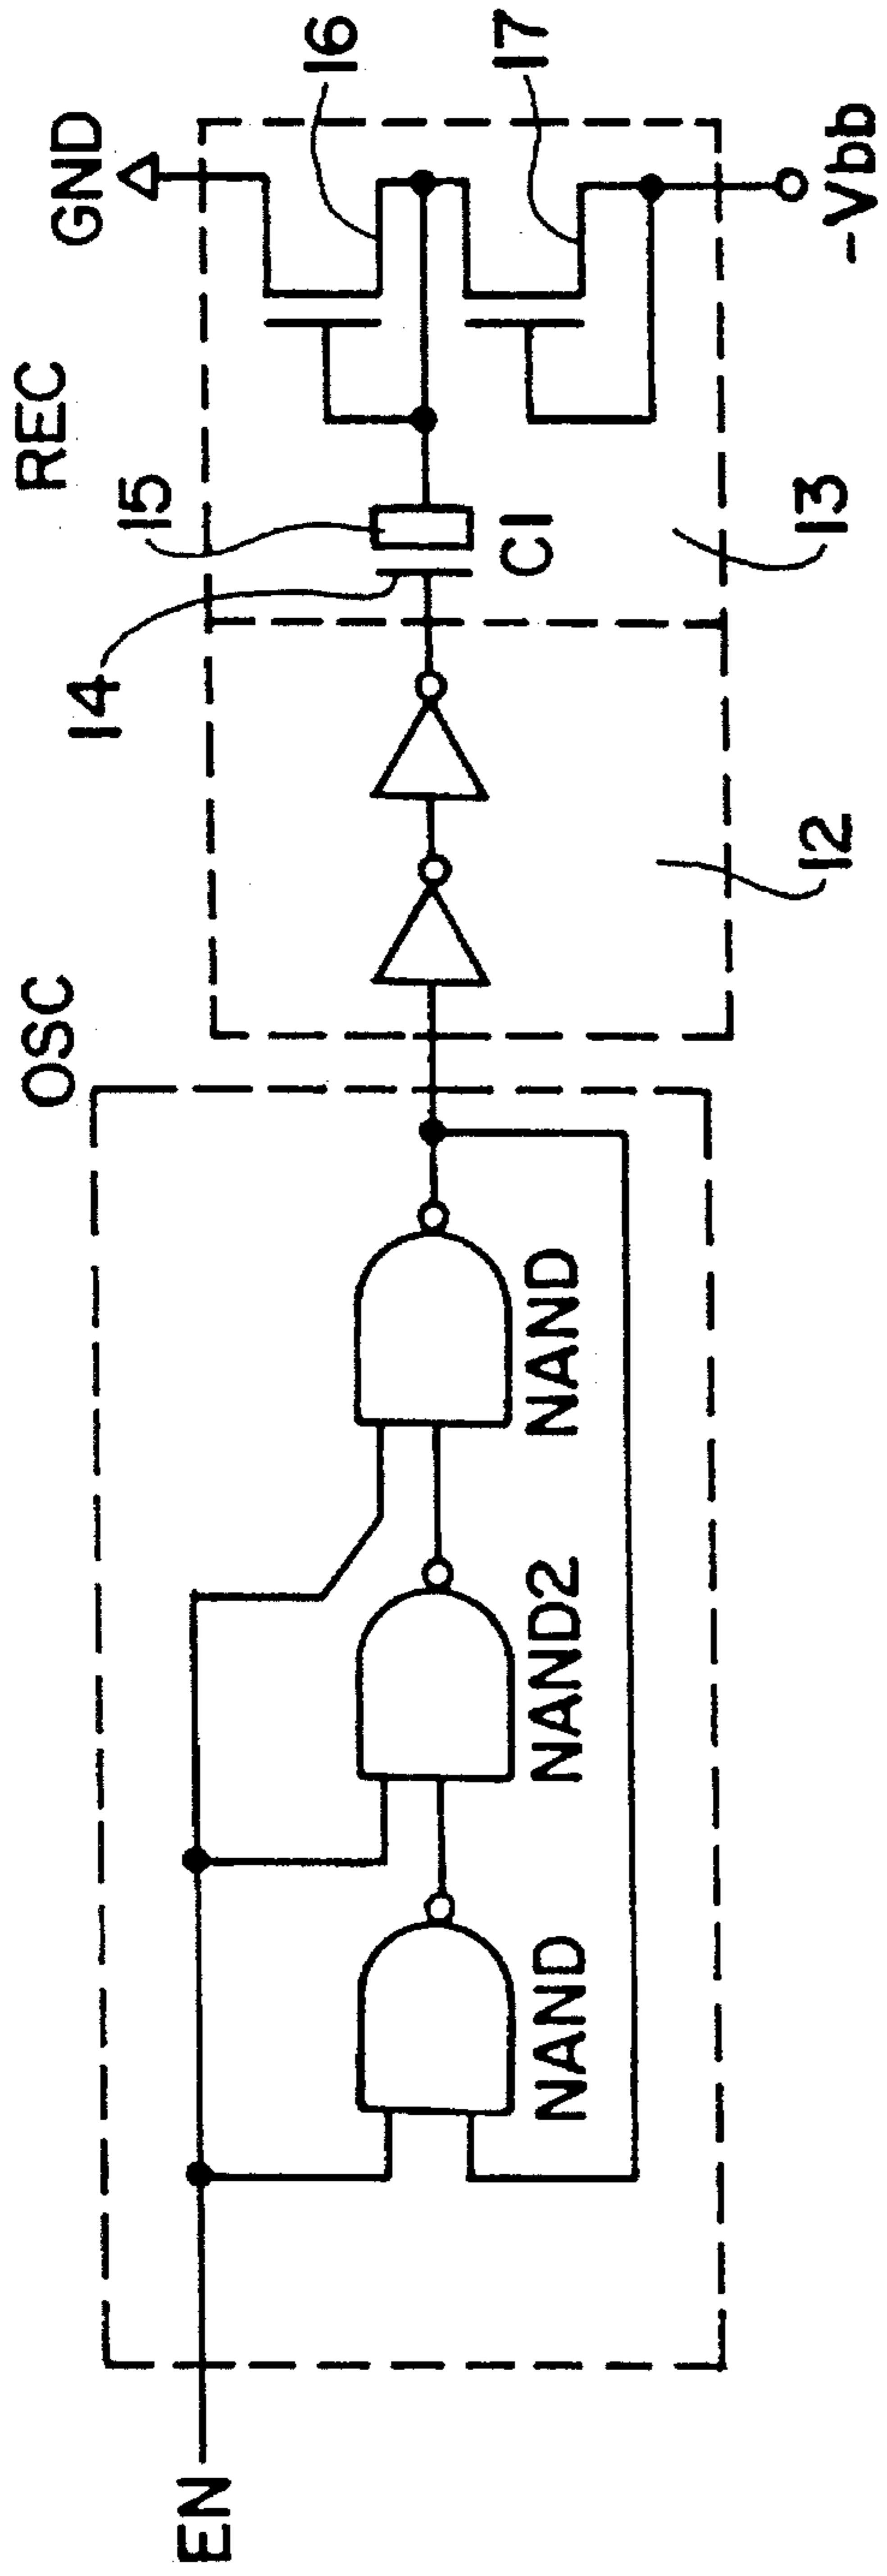 OSC
REC
GND
16
17
15
14
C1
13
12
-Vbb
NAND
NAND2
NAND
EN